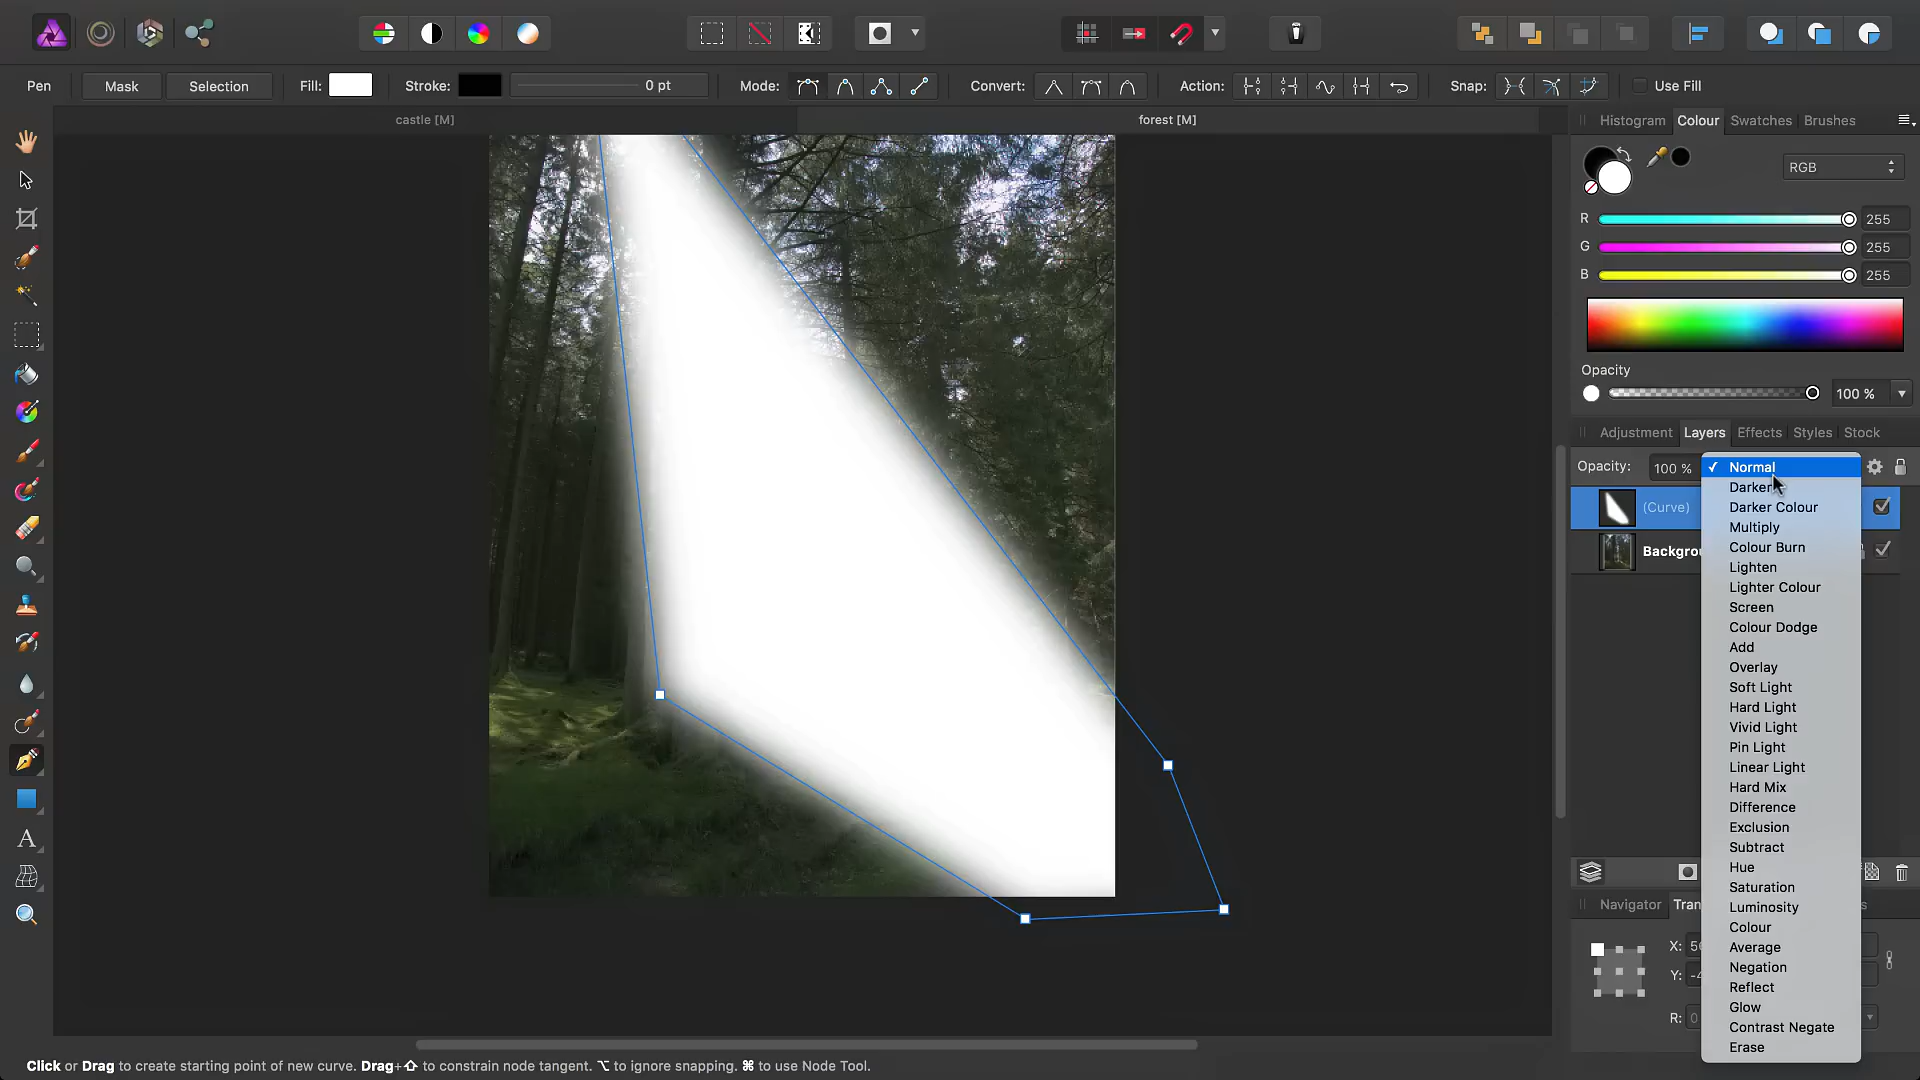 Pen
Mask
Selection
Fill:
Stroke:
0 pt
Mode:
Convert:
Action:
Snap:
Use Fill
castle [M]
forest [M]
Histogram
Colour
Swatches
Brushes
RGB
R
255
G
255
B
255
Opacity
100 %
Adjustment
Layers
Effects
Styles
Stock
Opacity:
100 %
(Curve)
Backgrou
Normal
Darken
Darker Colour
Multiply
Colour Burn
Lighten
Lighter Colour
Screen
Colour Dodge
Add
Overlay
Soft Light
Hard Light
Vivid Light
Pin Light
Linear Light
Hard Mix
Difference
Exclusion
Subtract
Hue
Saturation
Luminosity
Colour
Average
Negation
Reflect
Glow
Contrast Negate
Erase
Navigator
Tran
X:
Y:
R:
0
A
Click or Drag to create starting point of new curve. Drag+⇧ to constrain node tangent. ⌥ to ignore snapping. ⌘ to use Node Tool.